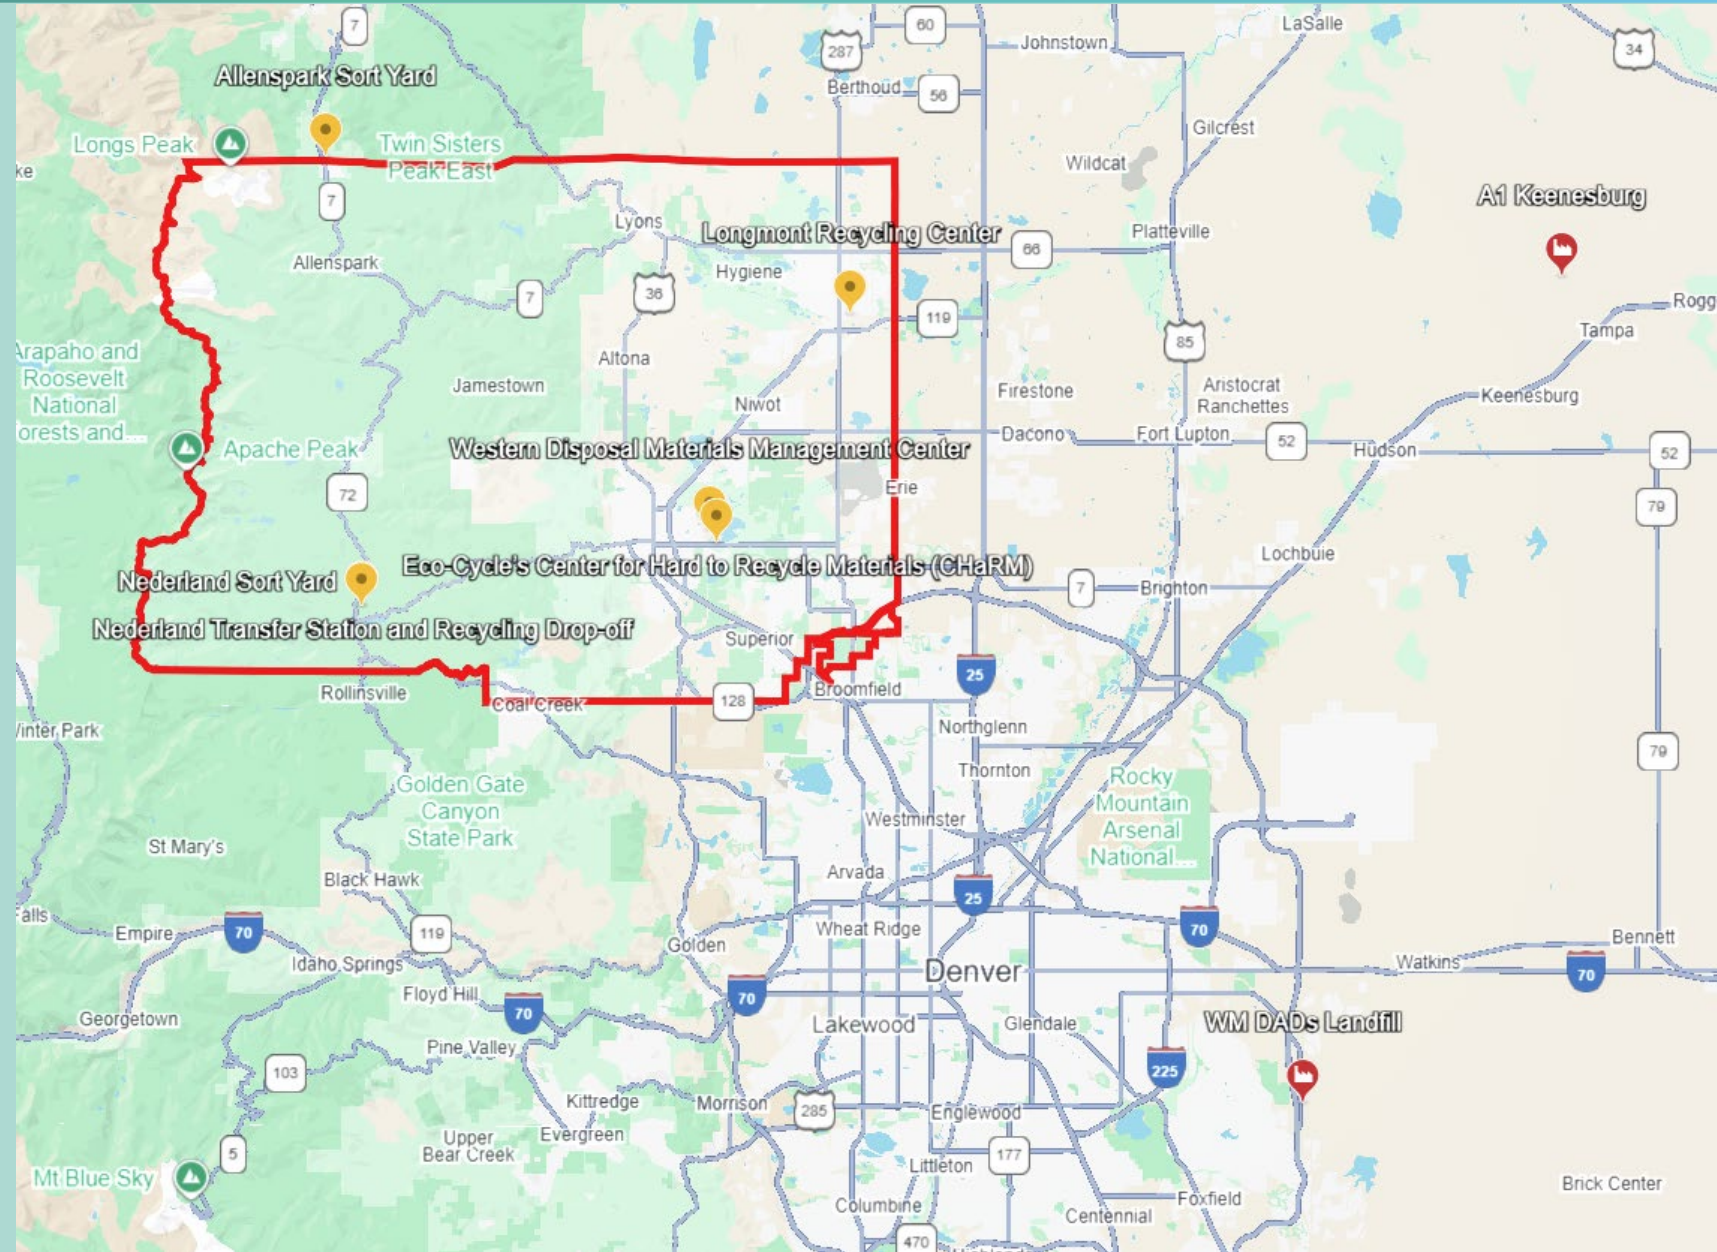 7
60
LaSalle
287
Johnstown
34
Allenspark Sort Yard
Berthoud
56
Gilcrest
Longs Peak
Twin Sisters
Peak East
Wildcat
ke
7
A1 Keenesburg
Lyons
Longmont Recycling Center
66
Platteville
Allenspark
Hygiene
7
36
119
Rogg
Tampa
85
Arapaho and
Roosevelt
National
orests and...
Altona
Jamestown
Firestone
Aristocrat
Ranchettes
Keenesburg
Niwot
Dacono
Fort Lupton
52
Hudson
52
Apache Peak
Western Disposal Materials Management Center
72
Erie
79
Lochbuie
Nederland Sort Yard
Eco-Cycle's Center for Hard to Recycle Materials (CHaRM)
7
Brighton
Nederland Transfer Station and Recycling Drop-off
Superior
25
Rollinsville
Coal Creek
128
Broomfield
Vinter Park
Northglenn
79
Golden Gate
Canyon
State Park
Thornton
Rocky
Mountain
Arsenal
National...
Westminster
St Mary's
Black Hawk
Arvada
25
Falls
Empire
70
119
Golden
Wheat Ridge
70
Bennett
Idaho Springs
Denver
Watkins
70
Floyd Hill
70
70
Georgetown
Lakewood
Glendale
WM DADs Landfill
Pine Valley
103
225
Kittredge
Morrison
285
Englewood
Upper
Bear Creek
Evergreen
5
177
Mt Blue Sky
Littleton
Brick Center
Columbine
Foxfield
Centennial
470